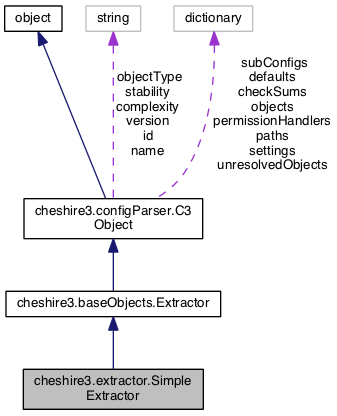 object
string
dictionary
objectType
stability
complexity
version
id
name
subConfigs
defaults
checkSums
objects
permissionHandlers
paths
settings
unresolvedObjects
cheshire3.configParser.C3
Object
cheshire3.baseObjects.Extractor
cheshire3.extractor.Simple
Extractor